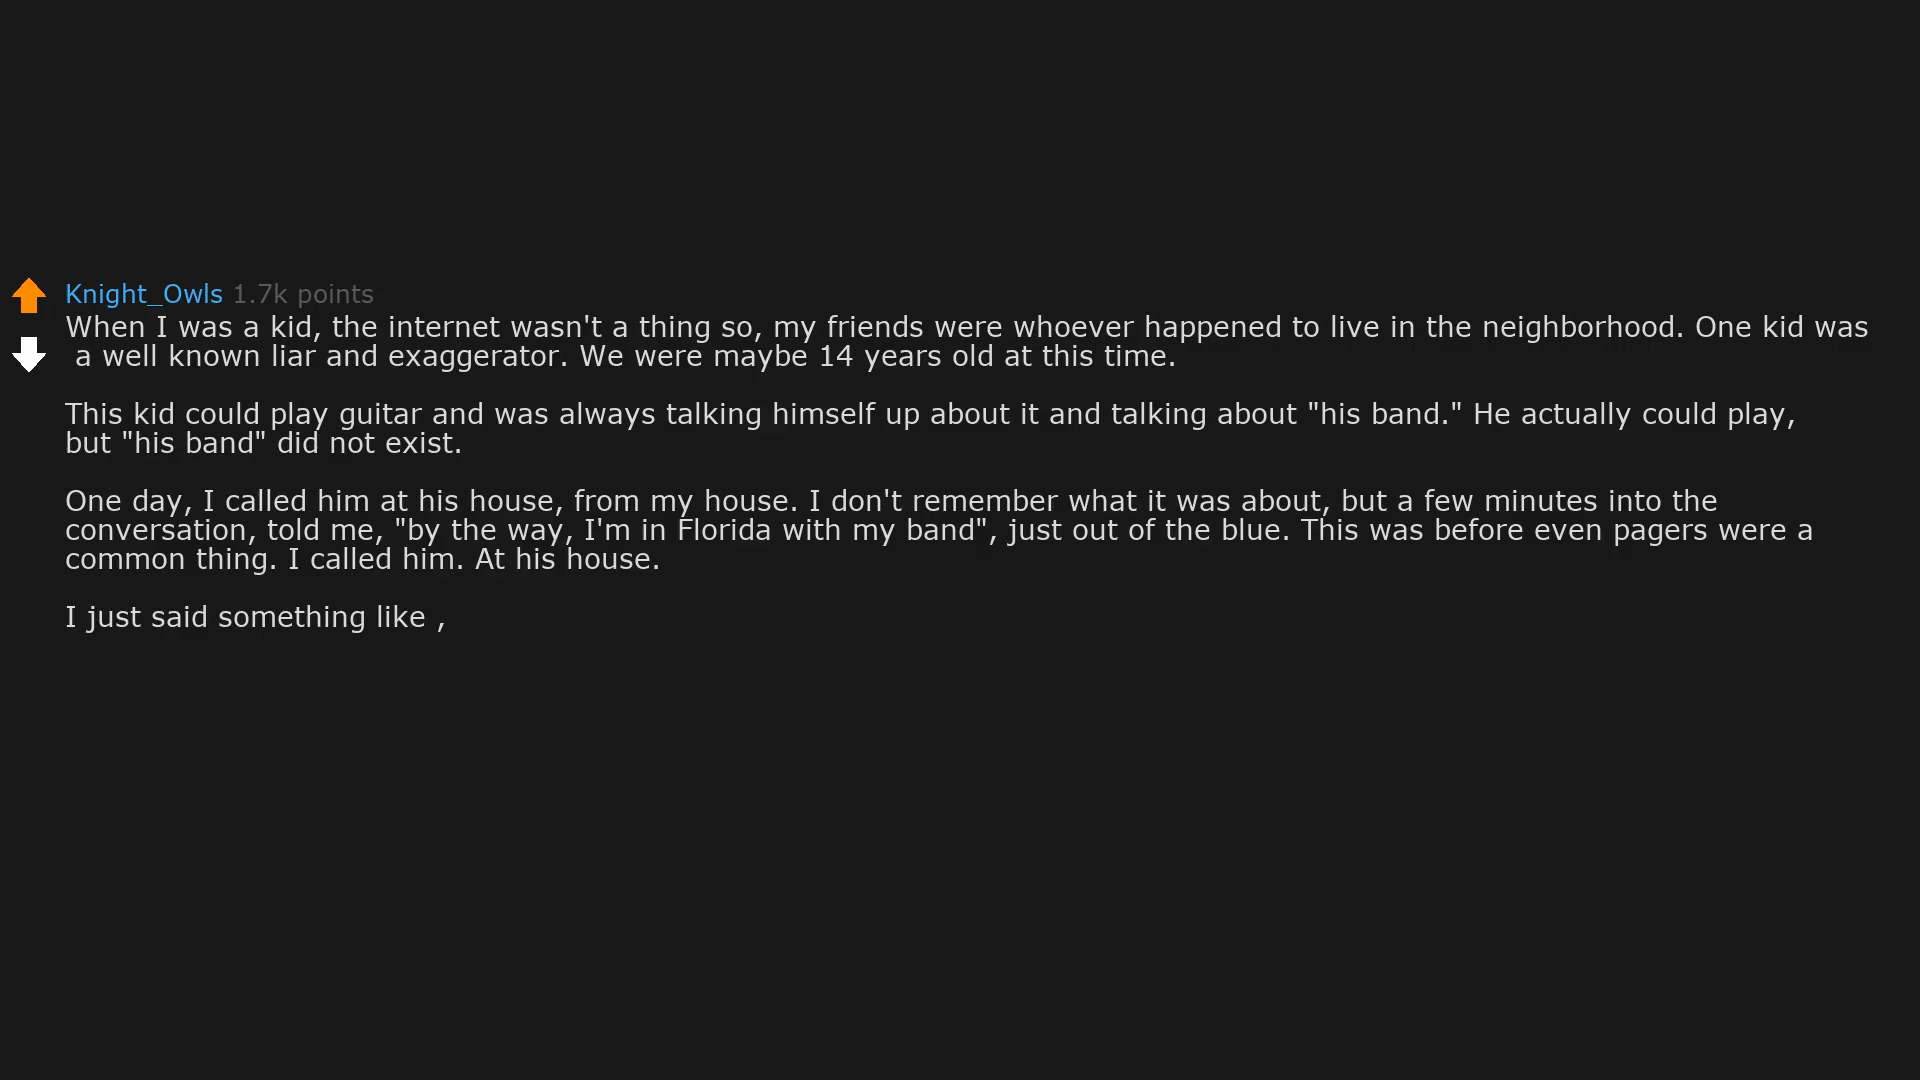 Knight_Owls 1.7k points
When I was a kid, the internet wasn't a thing so, my friends were whoever happened to live in the neighborhood. One kid was
a well known liar and exaggerator. We were maybe 14 years old at this time.
This kid could play guitar and was always talking himself up about it and talking about "his band." He actually could play,
but "his band" did not exist.
One day, I called him at his house, from my house. I don't remember what it was about, but a few minutes into the
conversation, told me, "by the way, I'm in Florida with my band", just out of the blue. This was before even pagers were a
common thing. I called him. At his house.
I just said something like ,